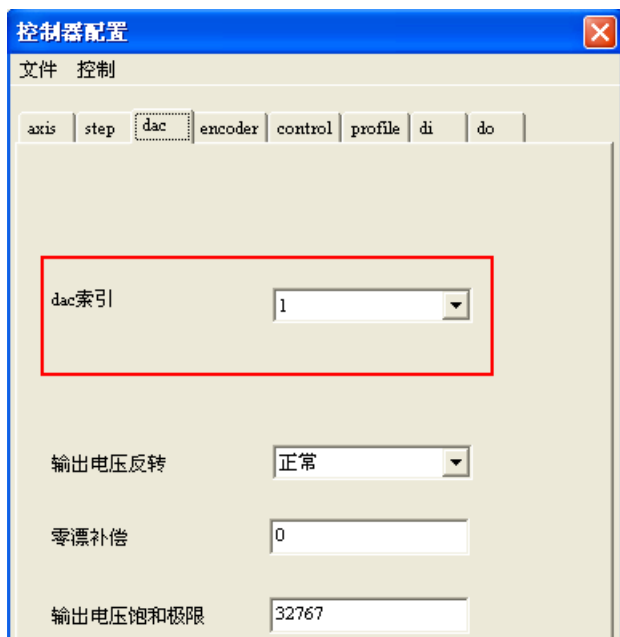 控制器配置
文件 控制
axis step dac encoder control profile di do
dac索引 1
输出电压反转 正常
零漂补偿 0
输出电压饱和极限 32767